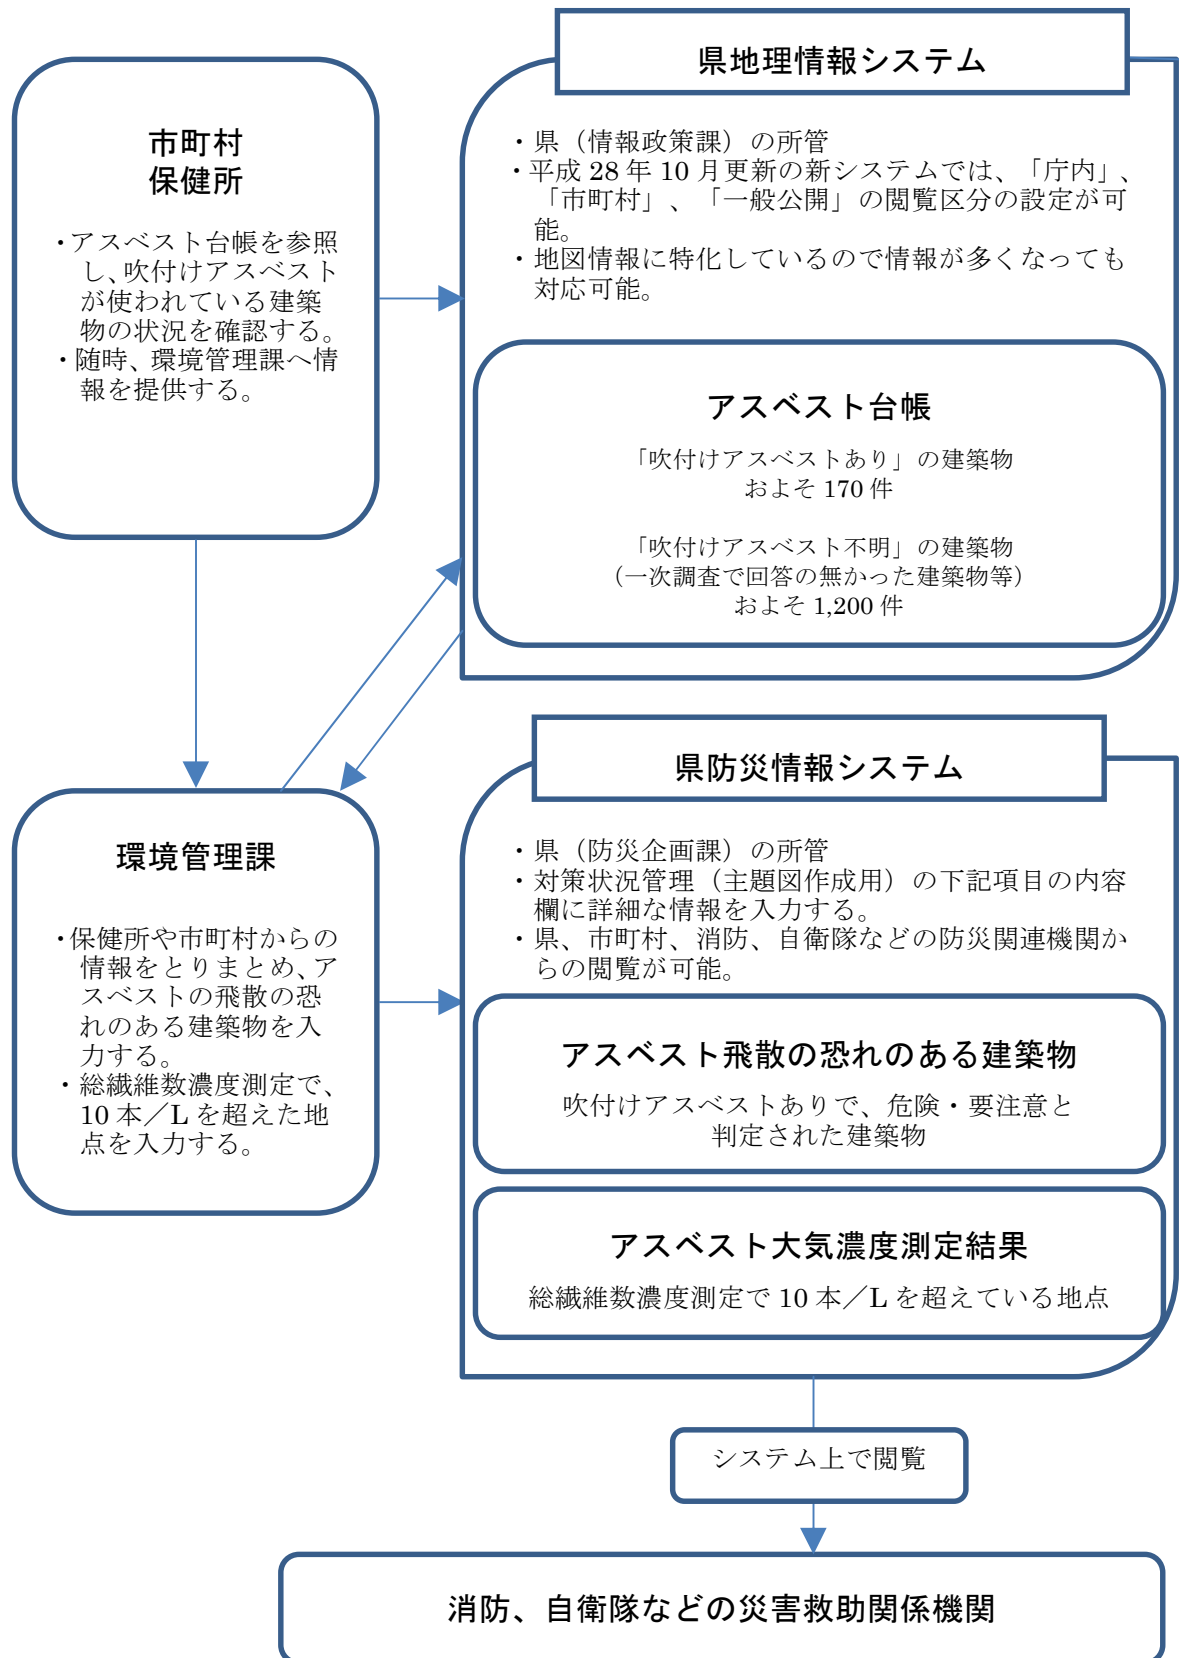 県地理情報システム
市町村
保健所
・アスベスト台帳を参照
し、吹付けアスベスト
が使われている建築
物の状況を確認する。
・随時、環境管理課へ情
報を提供する。
・県（情報政策課）の所管
・平成 28 年 10 月更新の新システムでは、「庁内」、
「市町村」、「一般公開」の閲覧区分の設定が可
能。
・地図情報に特化しているので情報が多くなっても
対応可能。
アスベスト台帳
「吹付けアスベストあり」の建築物
およそ 170 件
「吹付けアスベスト不明」の建築物
（一次調査で回答の無かった建築物等）
およそ 1,200 件
県防災情報システム
環境管理課
・保健所や市町村からの
情報をとりまとめ、ア
スベストの飛散の恐
れのある建築物を入
力する。
・総繊維数濃度測定で、
10 本／L を超えた地
点を入力する。
・県（防災企画課）の所管
・対策状況管理（主題図作成用）の下記項目の内容
欄に詳細な情報を入力する。
・県、市町村、消防、自衛隊などの防災関連機関か
らの閲覧が可能。
アスベスト飛散の恐れのある建築物
吹付けアスベストありで、危険・要注意と
判定された建築物
アスベスト大気濃度測定結果
総繊維数濃度測定で 10 本／L を超えている地点
システム上で閲覧
消防、自衛隊などの災害救助関係機関